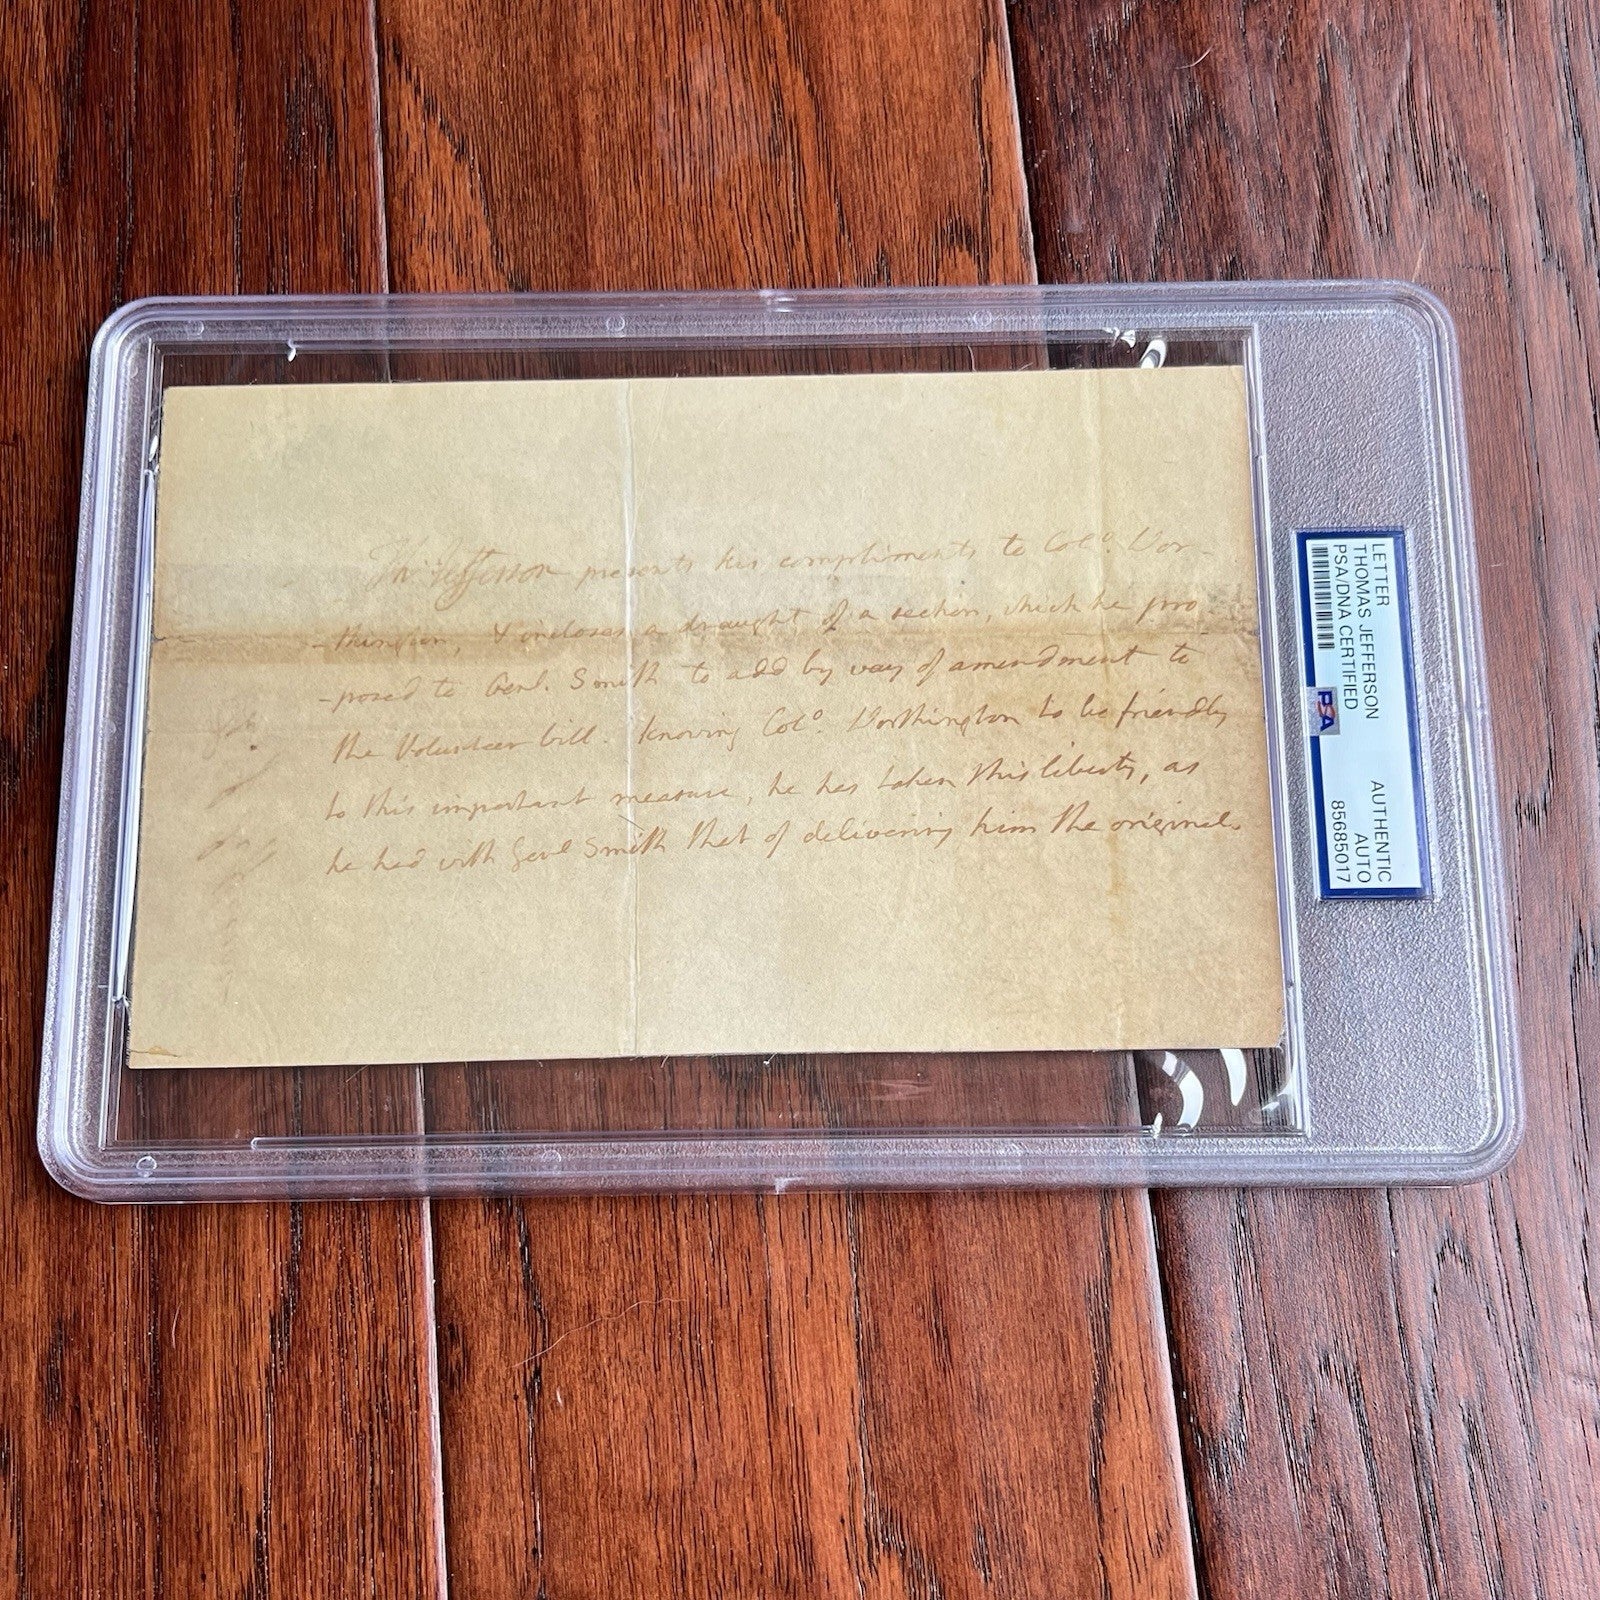 Th: Jefferson presents his compliments to Colo. Wor-
-thington, & incloses a draught of a section, which he pro-
-posed to Genl. Smith to add by way of amendment to
the Volunteer bill. knowing Colo. Worthington to be friendly
to this important measure, he has taken this liberty, as
he had with Genl Smith that of delivering him the original.
LETTER
THOMAS JEFFERSON
PSA/DNA CERTIFIED
AUTHENTIC
AUTO
85685017
PSA